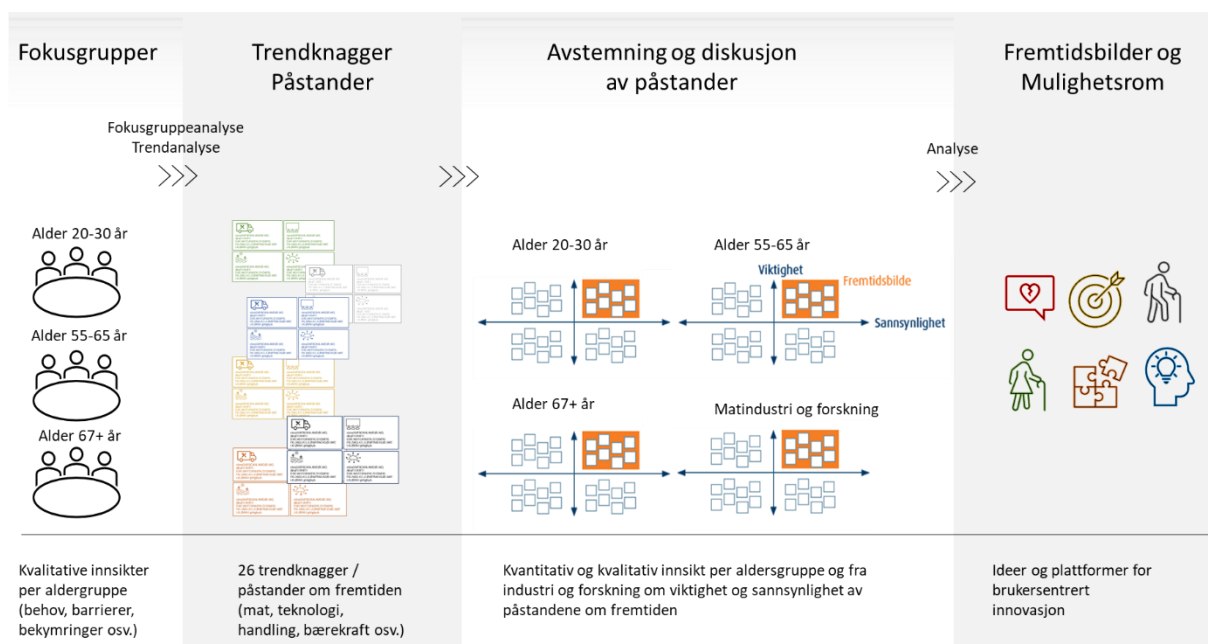 Fokusgrupper
Trendknagger
Påstander
Avstemning og diskusjon
av påstander
Fremtidsbilder og
Mulighetsrom
Fokusgruppeanalyse
Trendanalyse
Analyse
Alder 20-30 år
Alder 55-65 år
Alder 67+ år
Alder 20-30 år
Alder 55-65 år
Viktighet
Fremtidsbilde
Sannsynlighet
Alder 67+ år
Matindustri og forskning
Kvalitative innsikter
per aldergruppe
(behov, barrierer,
bekymringer osv.)
26 trendknagger /
påstander om fremtiden
(mat, teknologi,
handling, bærekraft osv.)
Kvantitativ og kvalitativ innsikt per aldersgruppe og fra
industri og forskning om viktighet og sannsynlighet av
påstandene om fremtiden
Ideer og plattformer for
brukersentrert
innovasjon